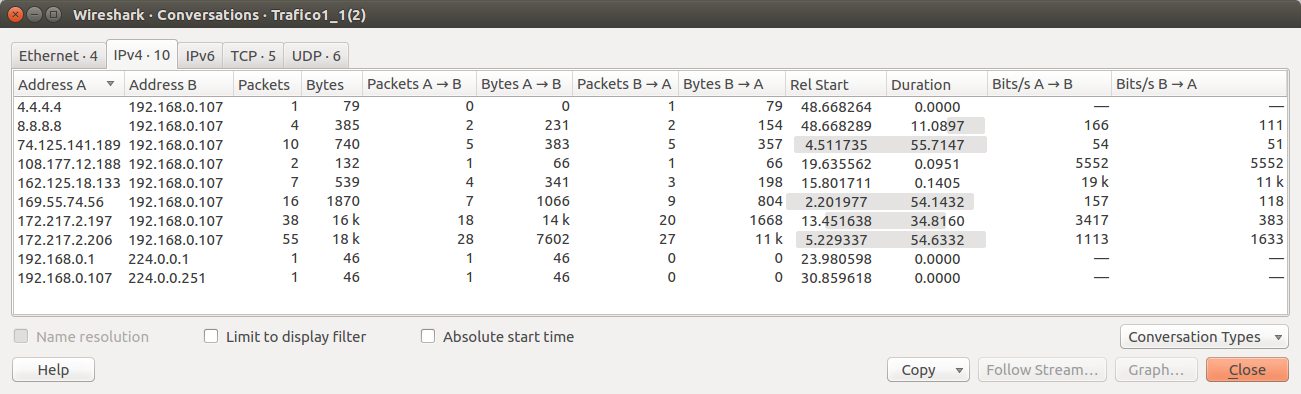 Wireshark · Conversations · Trafico1_1(2)
Ethernet · 4 IPv4 · 10 IPv6 TCP · 5 UDP · 6
Address A Address B Packets Bytes Packets A → B Bytes A → B Packets B → A Bytes B → A Rel Start Duration Bits/s A → B Bits/s B → A
4.4.4.4 192.168.0.107 1 79 0 0 1 79 48.668264 0.0000 — —
8.8.8.8 192.168.0.107 4 385 2 231 2 154 48.668289 11.0897 166 111
74.125.141.189 192.168.0.107 10 740 5 383 5 357 4.511735 55.7147 54 51
108.177.12.188 192.168.0.107 2 132 1 66 1 66 19.635562 0.0951 5552 5552
162.125.18.133 192.168.0.107 7 539 4 341 3 198 15.801711 0.1405 19 k 11 k
169.55.74.56 192.168.0.107 16 1870 7 1066 9 804 2.201977 54.1432 157 118
172.217.2.197 192.168.0.107 38 16 k 18 14 k 20 1668 13.451638 34.8160 3417 383
172.217.2.206 192.168.0.107 55 18 k 28 7602 27 11 k 5.229337 54.6332 1113 1633
192.168.0.1 224.0.0.1 1 46 1 46 0 0 23.980598 0.0000 — —
192.168.0.107 224.0.0.251 1 46 1 46 0 0 30.859618 0.0000 — —
Name resolution Limit to display filter Absolute start time Conversation Types
Help Copy Follow Stream... Graph... Close